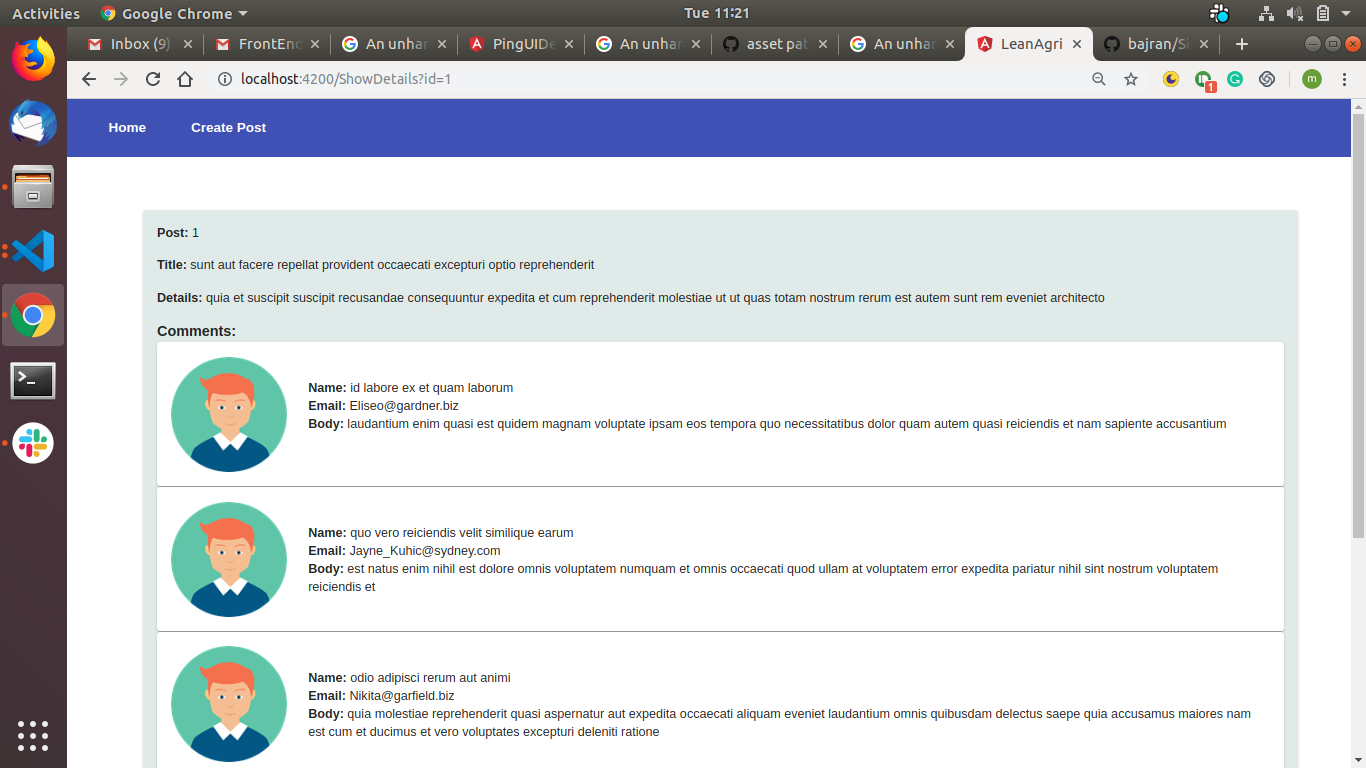 Activities
Google Chrome
Tue 11:21
Inbox (9)
FrontEnd
An unhar
PingUIDe
An unhar
asset pat
An unhar
LeanAgri
bajran/Si
localhost:4200/ShowDetails?id=1
1
m
Home
Create Post
Post: 1
Title: sunt aut facere repellat provident occaecati excepturi optio reprehenderit
Details: quia et suscipit suscipit recusandae consequuntur expedita et cum reprehenderit molestiae ut ut quas totam nostrum rerum est autem sunt rem eveniet architecto
Comments:
Name: id labore ex et quam laborum
Email: Eliseo@gardner.biz
Body: laudantium enim quasi est quidem magnam voluptate ipsam eos tempora quo necessitatibus dolor quam autem quasi reiciendis et nam sapiente accusantium
Name: quo vero reiciendis velit similique earum
Email: Jayne_Kuhic@sydney.com
Body: est natus enim nihil est dolore omnis voluptatem numquam et omnis occaecati quod ullam at voluptatem error expedita pariatur nihil sint nostrum voluptatem
reiciendis et
Name: odio adipisci rerum aut animi
Email: Nikita@garfield.biz
Body: quia molestiae reprehenderit quasi aspernatur aut expedita occaecati aliquam eveniet laudantium omnis quibusdam delectus saepe quia accusamus maiores nam
est cum et ducimus et vero voluptates excepturi deleniti ratione